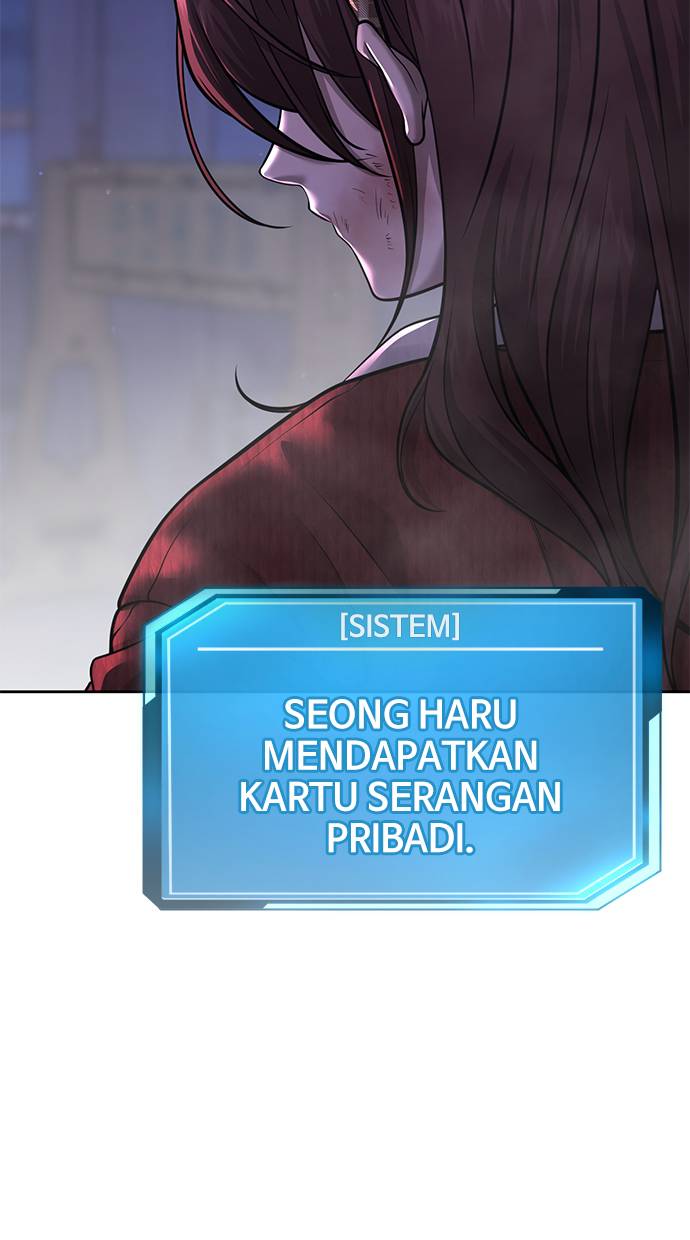 [SISTEM]
SEONG HARU
MENDAPATKAN
KARTU SERANGAN
PRIBADI.